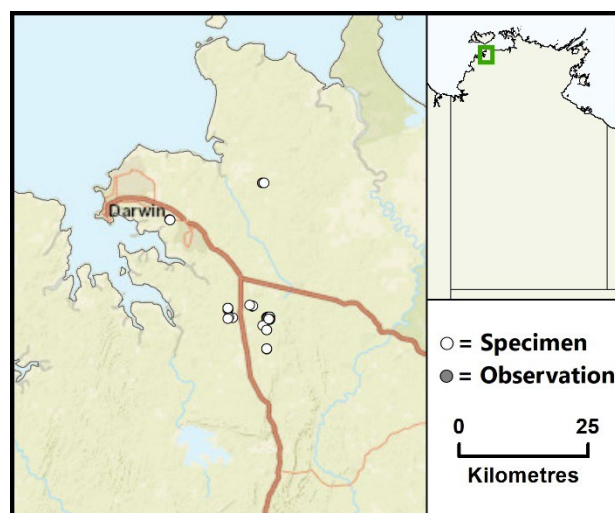 Darwin
○ = Specimen
● = Observation
0 25
Kilometres